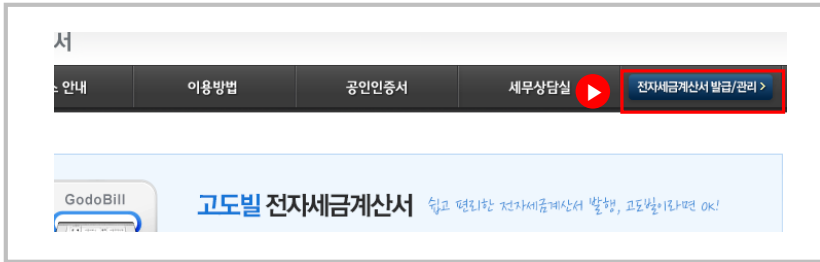 서
스 안내 이용방법 공인인증서 세무상담실 전자세금계산서 발급/관리 >
GodoBill
고도빌 전자세금계산서 쉽고 편리한 전자세금계산서 발행, 고도빌이라면 OK!